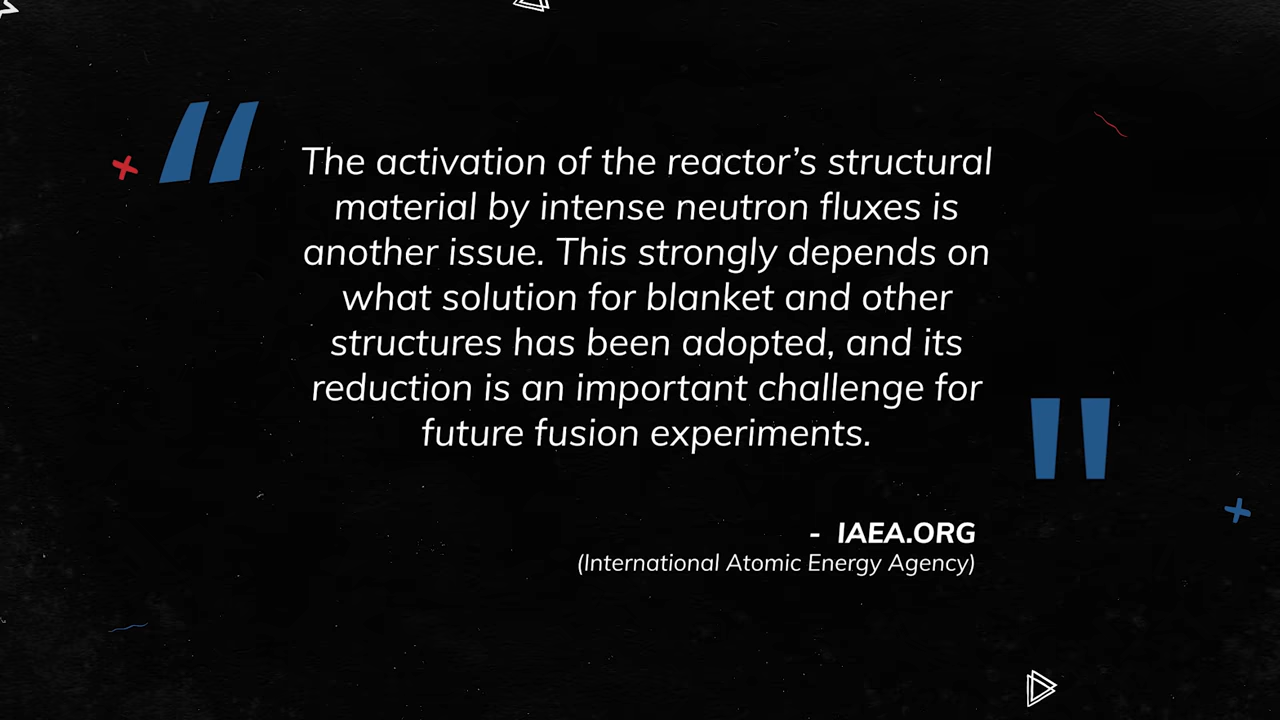 The activation of the reactor’s structural
material by intense neutron fluxes is
another issue. This strongly depends on
what solution for blanket and other
structures has been adopted, and its
reduction is an important challenge for
future fusion experiments.
- IAEA.ORG
(International Atomic Energy Agency)